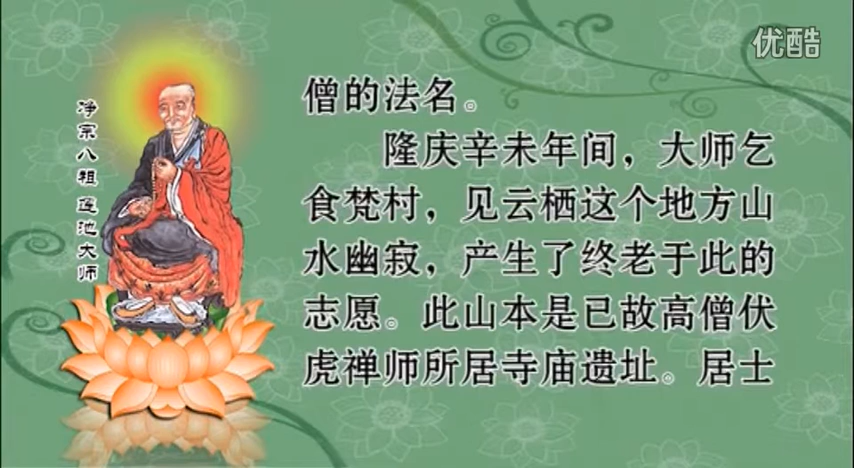 优酷
净宗八祖 莲池大师
僧的法名。
隆庆辛未年间，大师乞
食梵村，见云栖这个地方山
水幽寂，产生了终老于此的
志愿。此山本是已故高僧伏
虎禅师所居寺庙遗址。居士